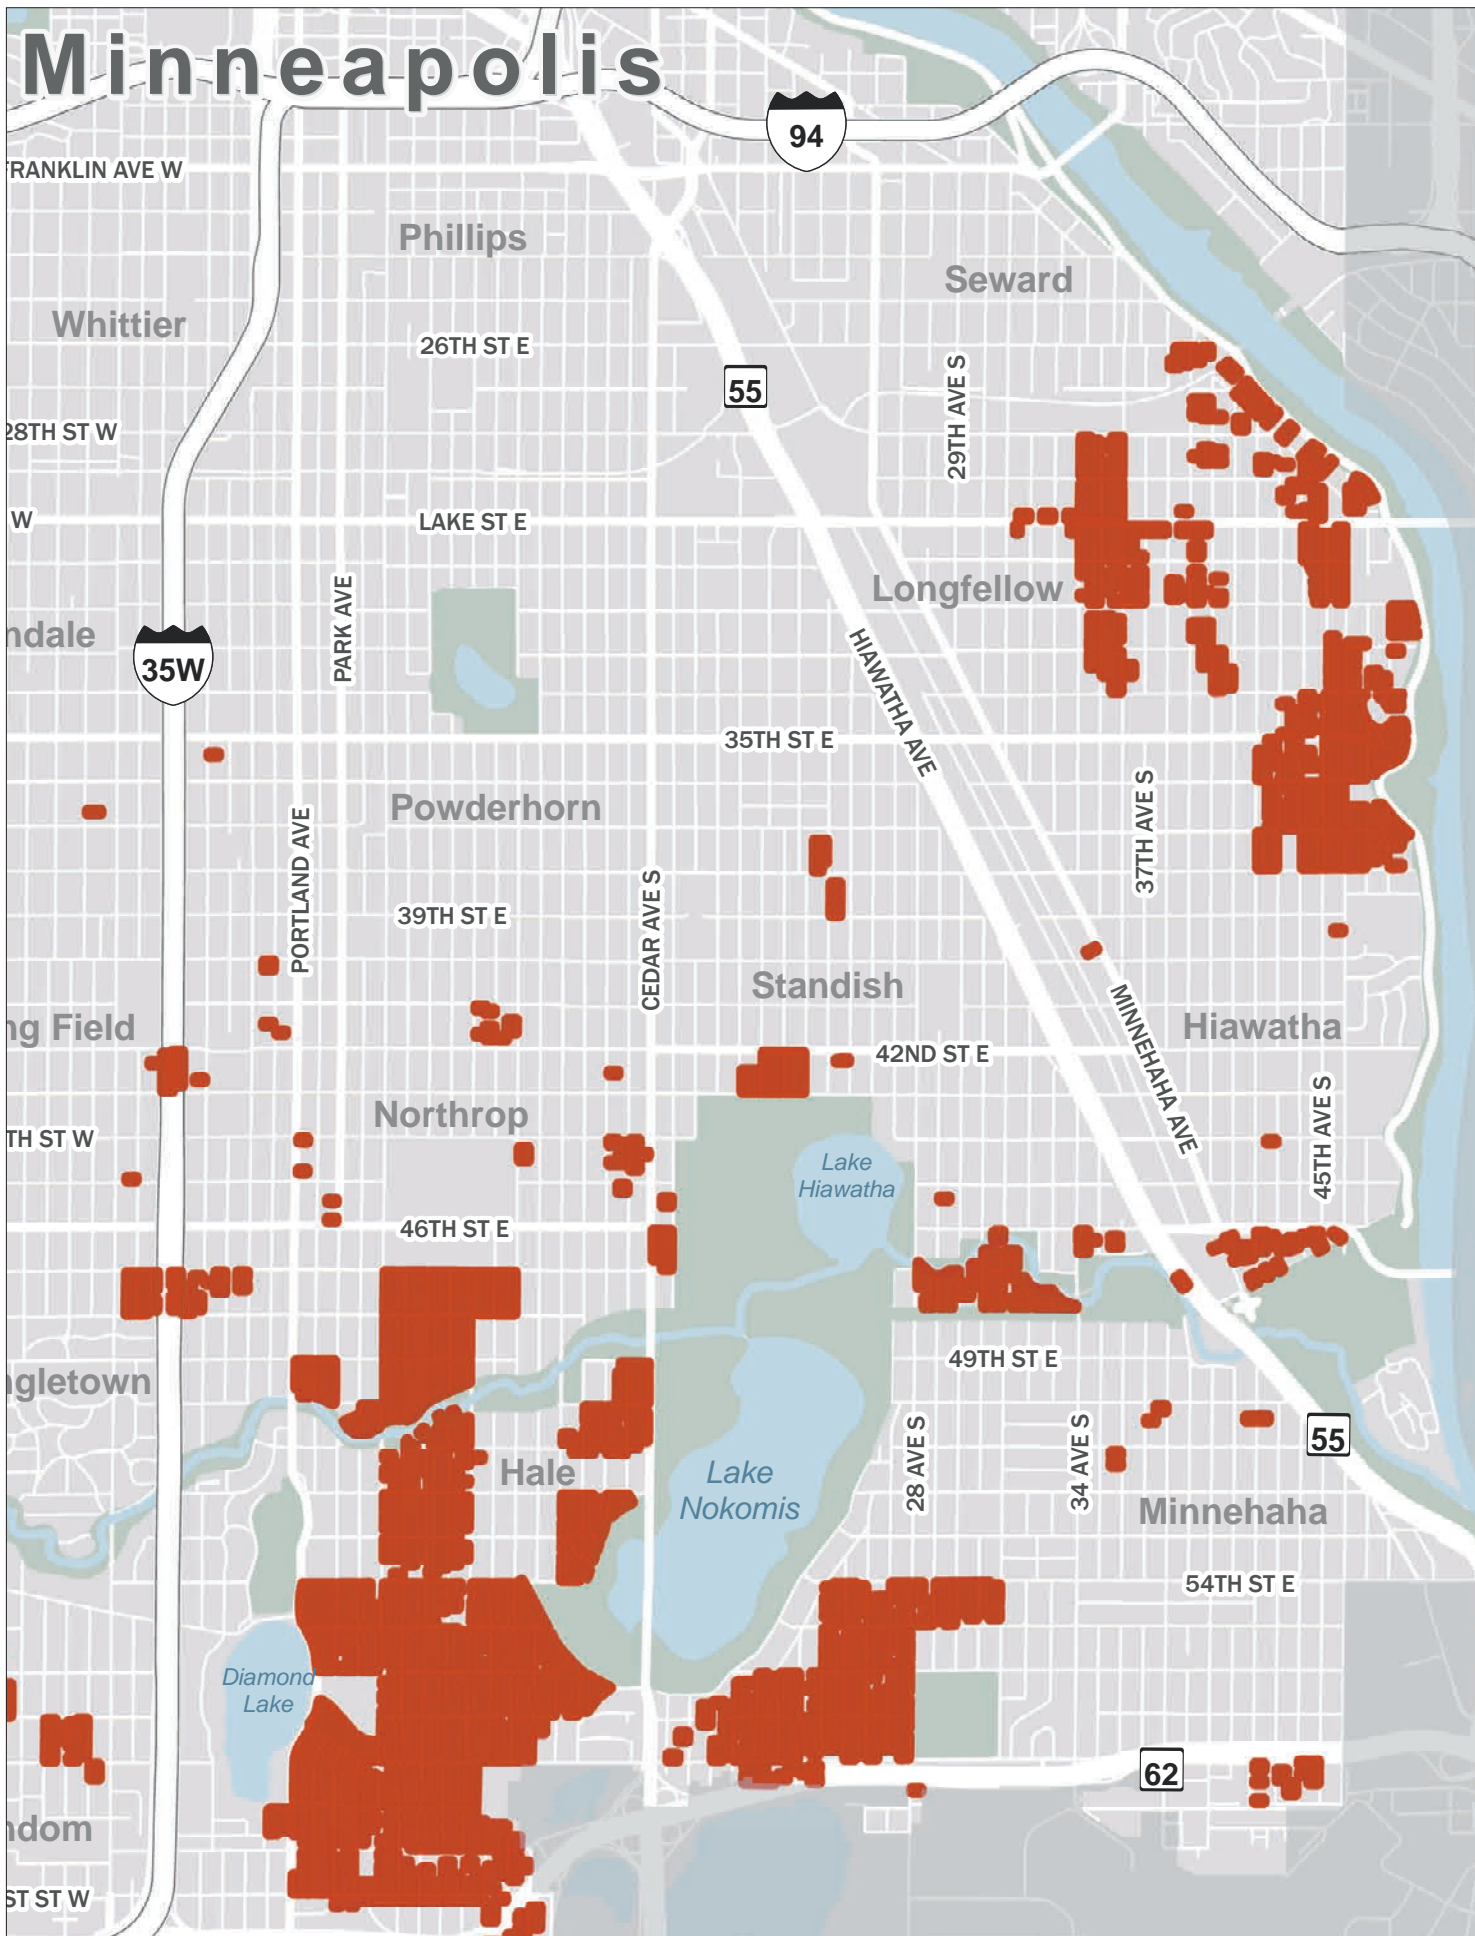 Minneapolis
94
FRANKLIN AVE W
Phillips
Seward
Whittier
26TH ST E
55
29TH AVE S
28TH ST W
W
LAKE ST E
Longfellow
PARK AVE
ndale
35W
HIAWATHA AVE
35TH ST E
Powderhorn
37TH AVE S
PORTLAND AVE
CEDAR AVE S
39TH ST E
Standish
MINNEHAHA AVE
ng Field
Hiawatha
42ND ST E
Northrop
45TH AVE S
TH ST W
Lake
Hiawatha
46TH ST E
49TH ST E
ngletown
28 AVE S
34 AVE S
55
Hale
Lake
Nokomis
Minnehaha
54TH ST E
Diamond
Lake
62
ndom
ST ST W